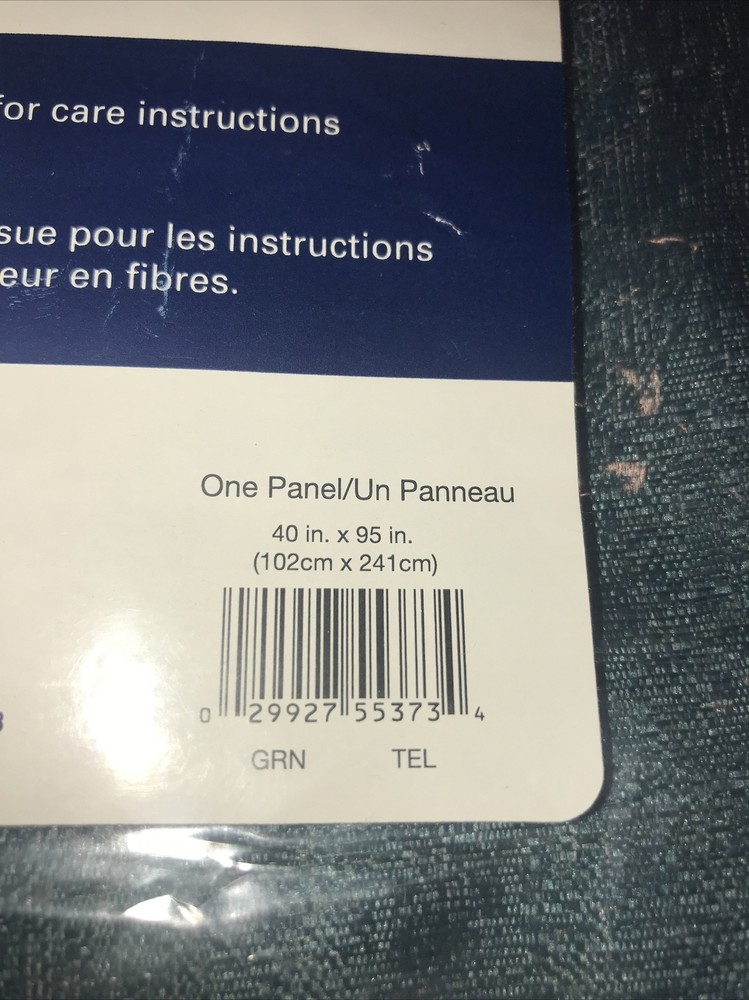 for care instructions
sue pour les instructions
eur en fibres.
One Panel/Un Panneau
40 in. x 95 in.
(102cm x 241cm)
0 29927 55373 4
GRN TEL